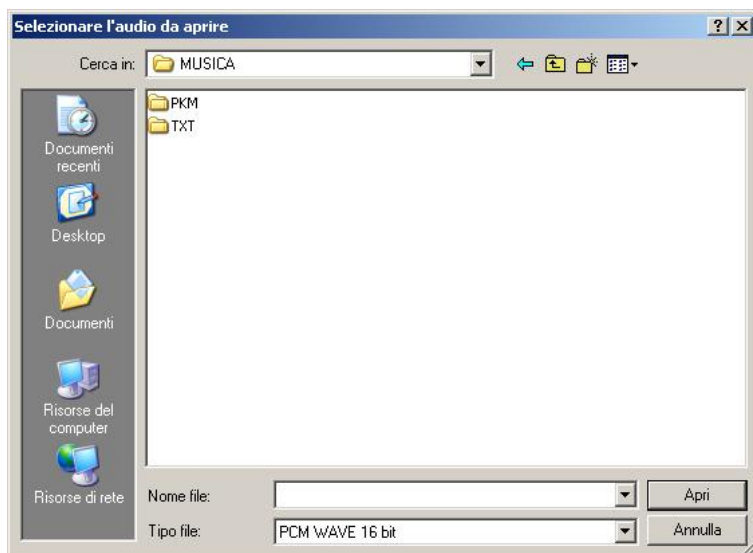 Selezionare l'audio da aprire
Cerca in: MUSICA
PKM
TXT
Documenti
recenti
Desktop
Documenti
Risorse del
computer
Risorse di rete
Nome file:
Apri
Tipo file: PCM WAVE 16 bit
Annulla